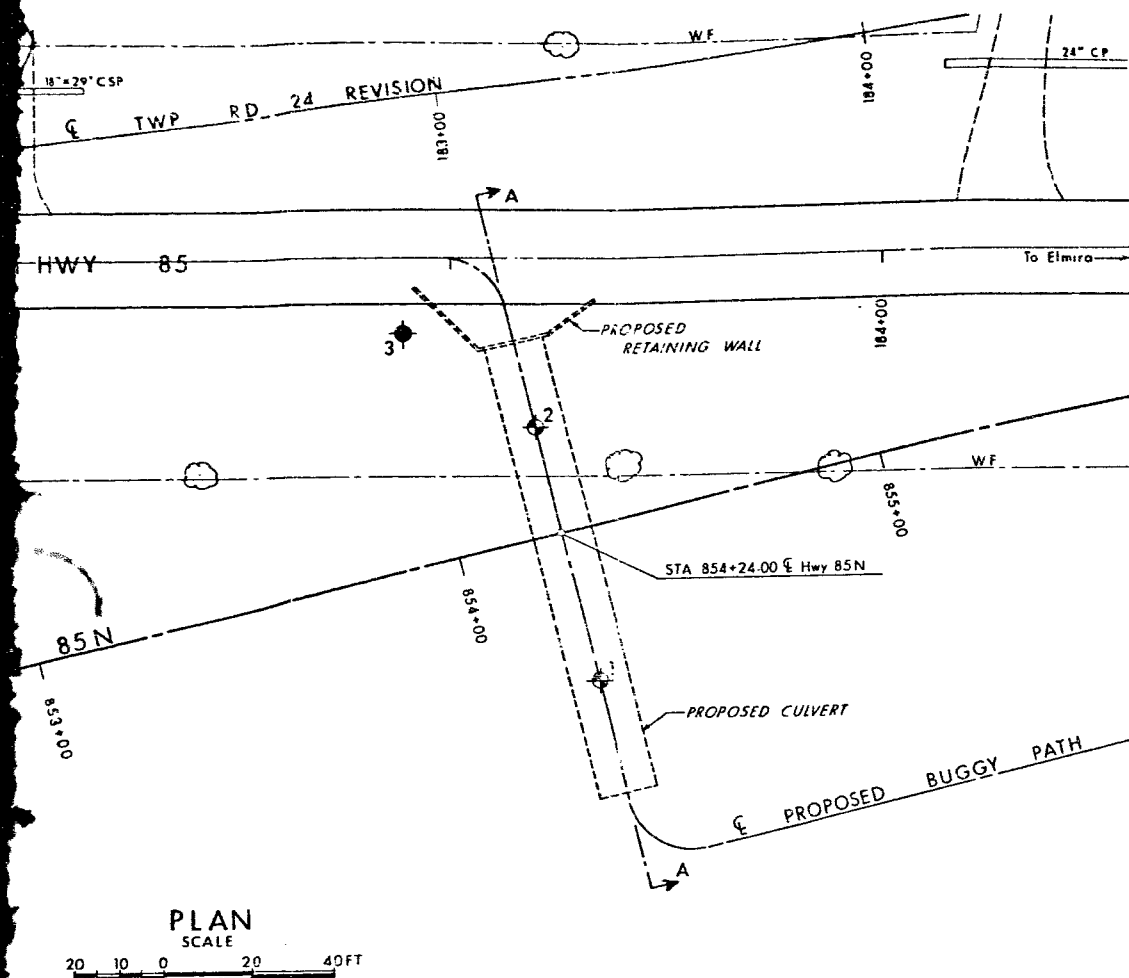 WF
24" CP
18"×29" CSP
℄ TWP RD 24 REVISION
183+00
184+00
A
HWY 85
To Elmira
184+00
PROPOSED
RETAINING WALL
3
2
WF
855+00
STA 854+24.00 ℄ Hwy 85N
854+00
85N
853+00
PROPOSED CULVERT
℄ PROPOSED BUGGY PATH
A
PLAN
SCALE
20 10 0 20 40FT